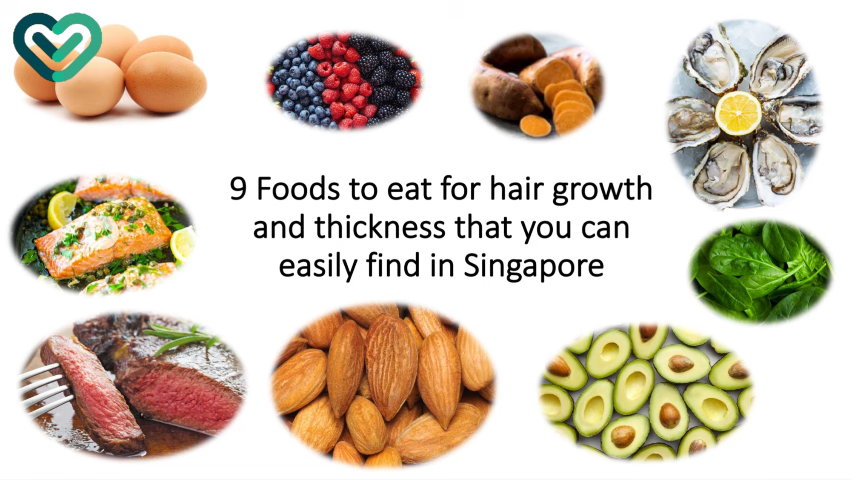 9 Foods to eat for hair growth
and thickness that you can
easily find in Singapore